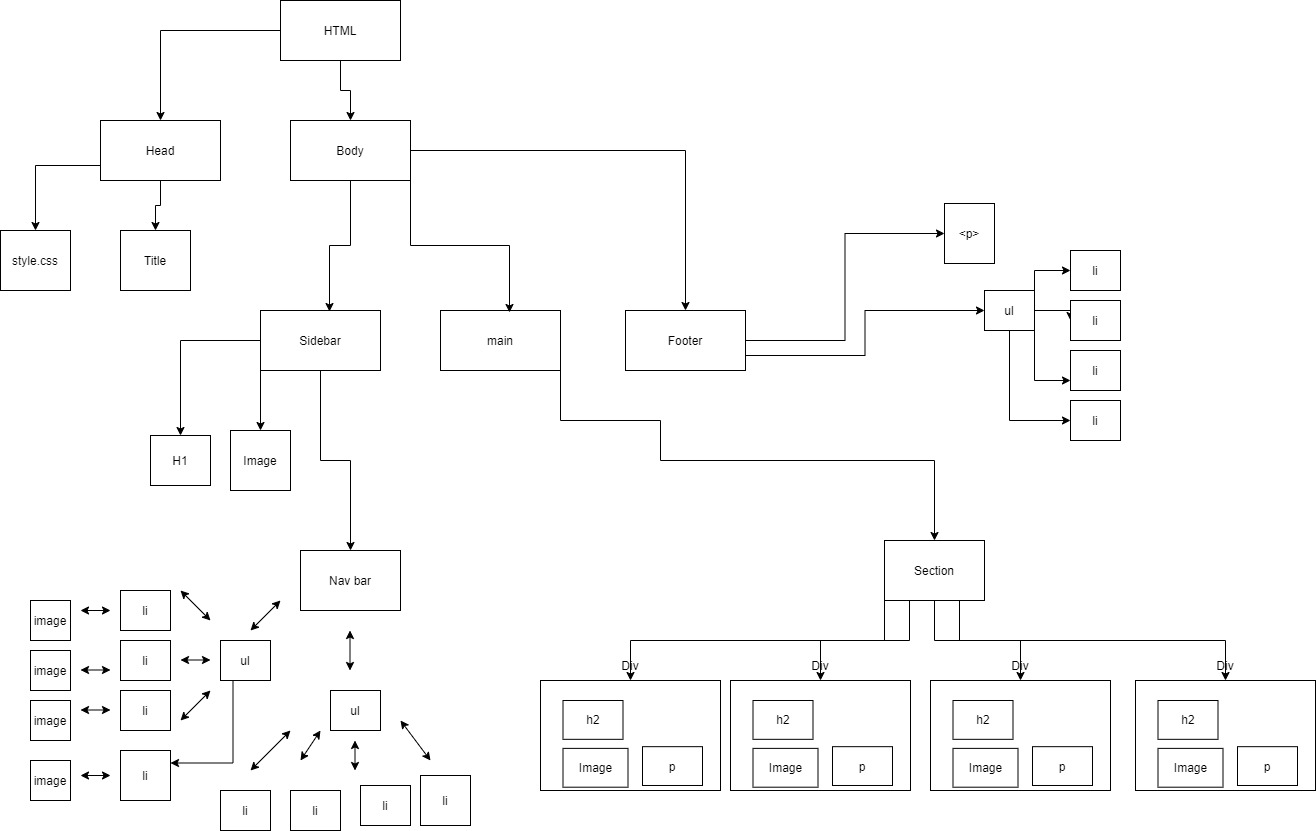 HTML
Head
Body
<p>
style.css
Title
li
ul
li
Sidebar
main
Footer
li
li
H1
Image
Section
Nav bar
image
li
image
li
ul
Div
Div
Div
Div
image
li
ul
h2
h2
h2
h2
image
li
Image
p
Image
p
Image
p
Image
p
li
li
li
li